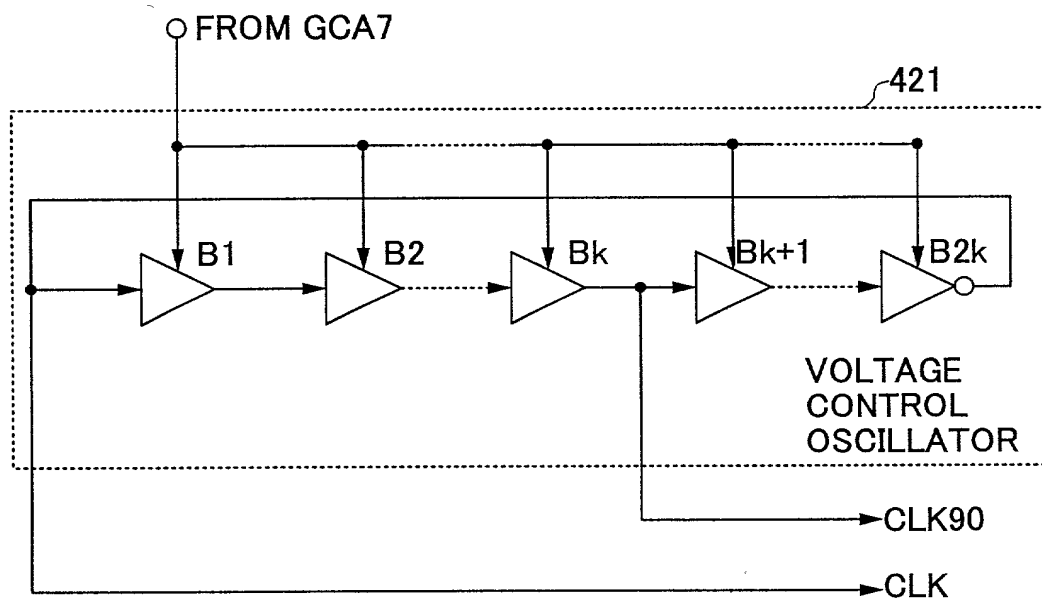 FROM GCA7
421
B1
B2
Bk
Bk+1
B2k
VOLTAGE
CONTROL
OSCILLATOR
CLK90
CLK